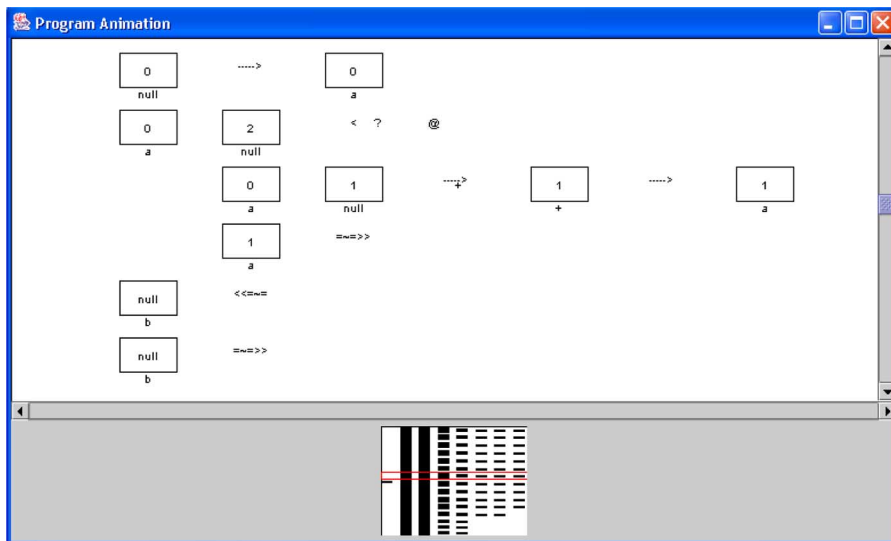 Program Animation
0 -----> 0
null a
0 2 < ? @
a null
0 1 -----> + 1 -----> 1
a null + a
1 =~=>>
a
null <<=~=
b
null =~=>>
b